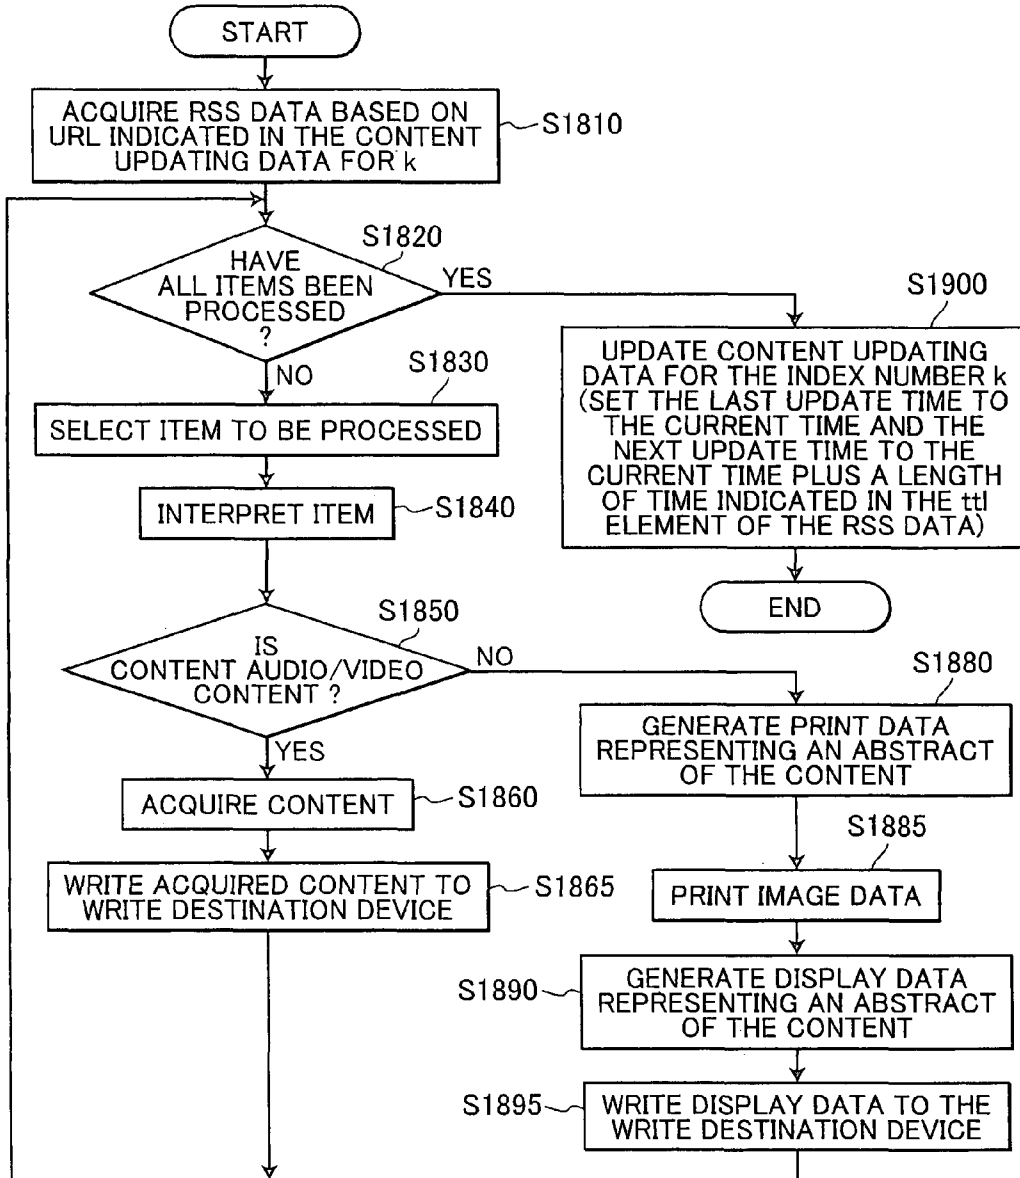 START
ACQUIRE RSS DATA BASED ON
URL INDICATED IN THE CONTENT
UPDATING DATA FOR k
S1810
S1820
HAVE
ALL ITEMS BEEN
PROCESSED
?
YES
NO
S1900
UPDATE CONTENT UPDATING
DATA FOR THE INDEX NUMBER k
(SET THE LAST UPDATE TIME TO
THE CURRENT TIME AND THE
NEXT UPDATE TIME TO THE
CURRENT TIME PLUS A LENGTH
OF TIME INDICATED IN THE ttl
ELEMENT OF THE RSS DATA)
END
S1830
SELECT ITEM TO BE PROCESSED
INTERPRET ITEM
S1840
S1850
IS
CONTENT AUDIO/VIDEO
CONTENT ?
NO
YES
ACQUIRE CONTENT
S1860
WRITE ACQUIRED CONTENT TO
WRITE DESTINATION DEVICE
S1865
S1880
GENERATE PRINT DATA
REPRESENTING AN ABSTRACT
OF THE CONTENT
S1885
PRINT IMAGE DATA
S1890
GENERATE DISPLAY DATA
REPRESENTING AN ABSTRACT
OF THE CONTENT
S1895
WRITE DISPLAY DATA TO THE
WRITE DESTINATION DEVICE